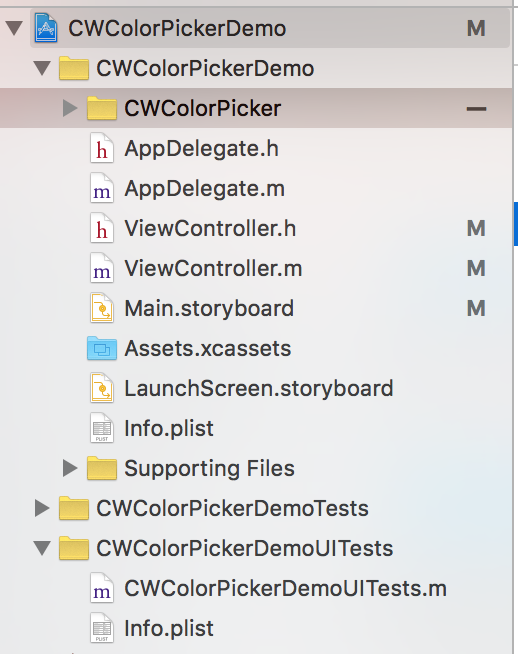 CWColorPickerDemo M
CWColorPickerDemo
CWColorPicker
h AppDelegate.h
m AppDelegate.m
h ViewController.h M
m ViewController.m M
Main.storyboard M
Assets.xcassets
LaunchScreen.storyboard
PLIST Info.plist
Supporting Files
CWColorPickerDemoTests
CWColorPickerDemoUITests
m CWColorPickerDemoUITests.m
PLIST Info.plist